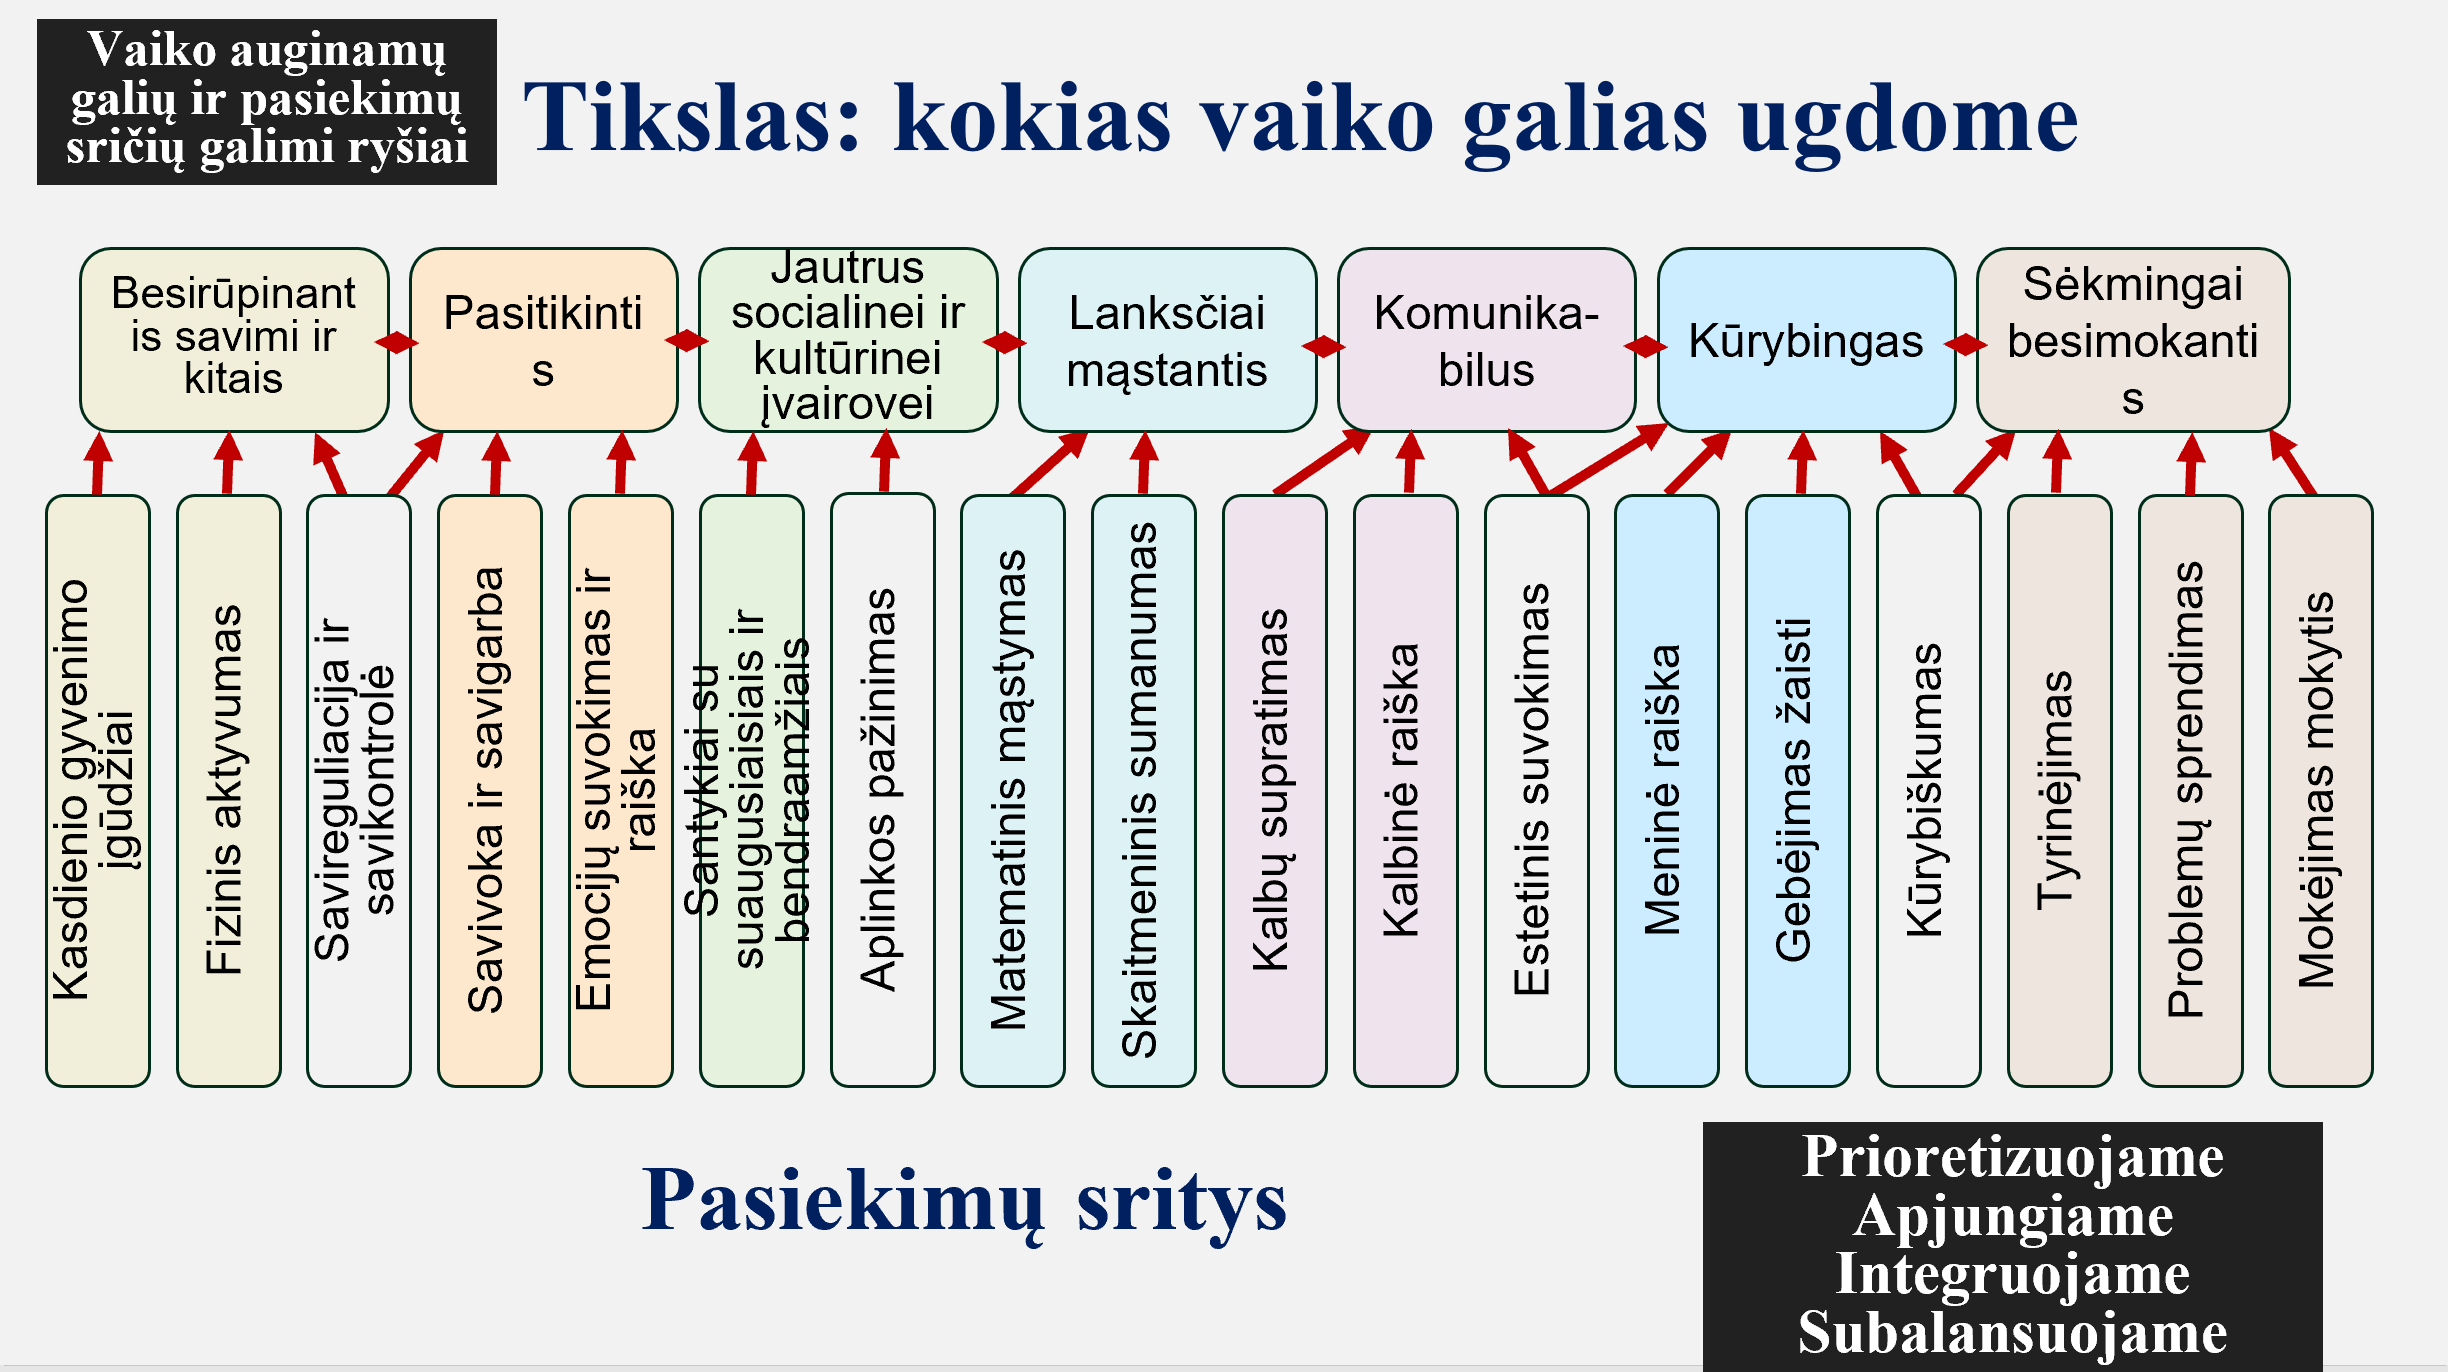 Vaiko auginamų
galių ir pasiekimų
sričių galimi ryšiai
Tikslas: kokias vaiko galias ugdome
Besirūpinant
is savimi ir
kitais
Pasitikinti
s
Jautrus
socialinei ir
kultūrinei
įvairovei
Lanksčiai
mąstantis
Komunika-
bilus
Kūrybingas
Sėkmingai
besimokanti
s
Kasdienio gyvenimo
įgūdžiai
Fizinis aktyvumas
Savireguliacija ir
savikontrolė
Savivoka ir savigarba
Emocijų suvokimas ir
raiška
Santykiai su
suaugusiaisiais ir
bendraamžiais
Aplinkos pažinimas
Matematinis mąstymas
Skaitmeninis sumanumas
Kalbų supratimas
Kalbinė raiška
Estetinis suvokimas
Meninė raiška
Gebėjimas žaisti
Kūrybiškumas
Tyrinėjimas
Problemų sprendimas
Mokėjimas mokytis
Pasiekimų sritys
Prioretizuojame
Apjungiame
Integruojame
Subalansuojame